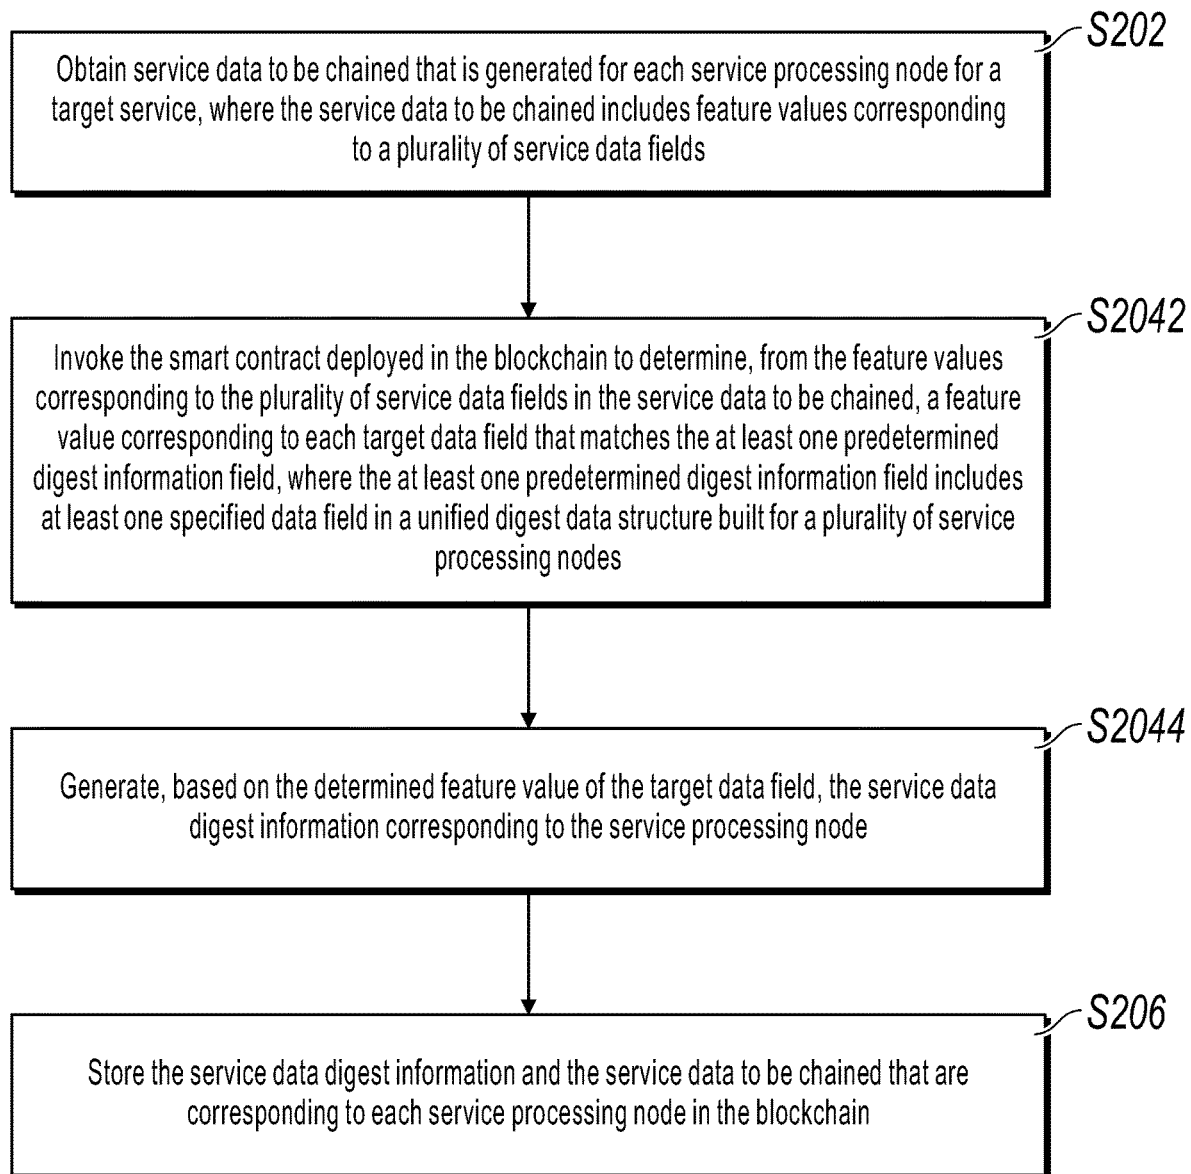 S202
Obtain service data to be chained that is generated for each service processing node for a
target service, where the service data to be chained includes feature values corresponding
to a plurality of service data fields
S2042
Invoke the smart contract deployed in the blockchain to determine, from the feature values
corresponding to the plurality of service data fields in the service data to be chained, a feature
value corresponding to each target data field that matches the at least one predetermined
digest information field, where the at least one predetermined digest information field includes
at least one specified data field in a unified digest data structure built for a plurality of service
processing nodes
S2044
Generate, based on the determined feature value of the target data field, the service data
digest information corresponding to the service processing node
S206
Store the service data digest information and the service data to be chained that are
corresponding to each service processing node in the blockchain